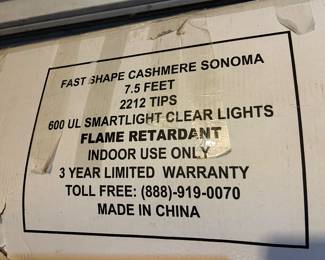 FAST SHAPE CASHMERE SONOMA
7.5 FEET
2212 TIPS
600 UL SMARTLIGHT CLEAR LIGHTS
FLAME RETARDANT
INDOOR USE ONLY
3 YEAR LIMITED WARRANTY
TOLL FREE: (888)-919-0070
MADE IN CHINA